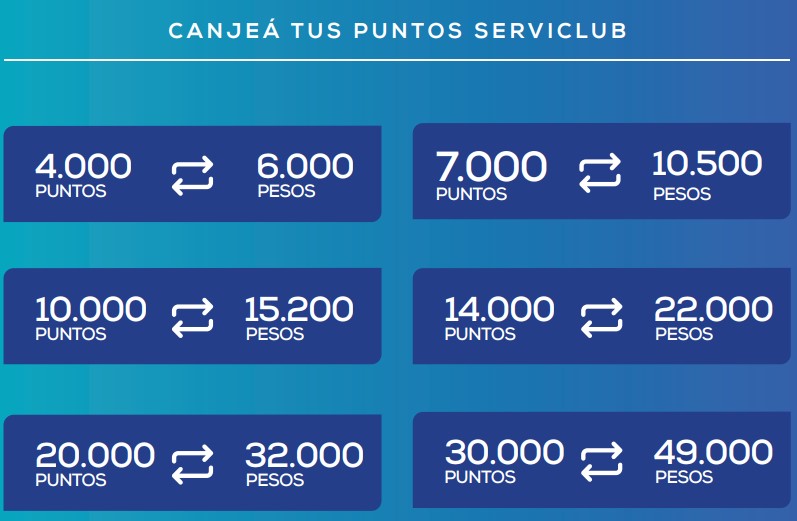 CANJEÁ TUS PUNTOS SERVICLUB
4.000 6.000
PUNTOS PESOS
7.000 10.500
PUNTOS PESOS
10.000 15.200
PUNTOS PESOS
14.000 22.000
PUNTOS PESOS
20.000 32.000
PUNTOS PESOS
30.000 49.000
PUNTOS PESOS